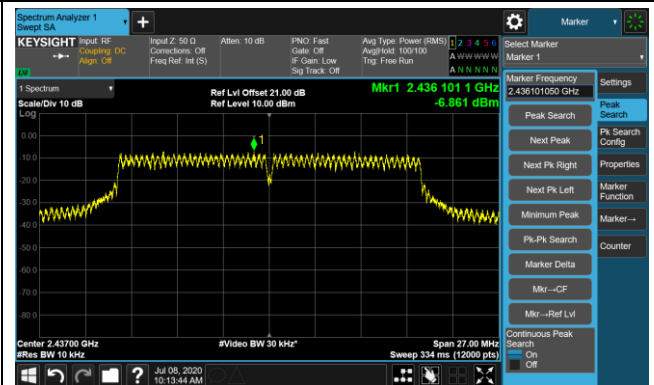 Spectrum Analyzer 1
Swept SA
Marker
KEYSIGHT
Input: RF
Coupling: DC
Align: Off
Input Z: 50 Ω
Corrections: Off
Freq Ref: Int (S)
Atten: 10 dB
PNO: Fast
Gate: Off
IF Gain: Low
Sig Track: Off
Avg Type: Power (RMS)
Avg|Hold: 100/100
Trig: Free Run
1 2 3 4 5 6
A W W W W W
A N N N N N
LW
Select Marker
Marker 1
1 Spectrum
Scale/Div 10 dB
Log
Ref Lvl Offset 21.00 dB
Ref Level 10.00 dBm
Mkr1 2.436 101 1 GHz
-6.861 dBm
0.00
-10.0
-20.0
-30.0
-40.0
-50.0
-60.0
-70.0
-80.0
1
Center 2.43700 GHz
#Res BW 10 kHz
#Video BW 30 kHz*
Span 27.00 MHz
Sweep 334 ms (12000 pts)
Marker Frequency
2.436101050 GHz
Peak Search
Next Peak
Next Pk Right
Next Pk Left
Minimum Peak
Pk-Pk Search
Marker Delta
Mkr→CF
Mkr→Ref Lvl
Continuous Peak
Search
On
Off
Settings
Peak
Search
Pk Search
Config
Properties
Marker
Function
Marker→
Counter
?
Jul 08, 2020
10:13:44 AM